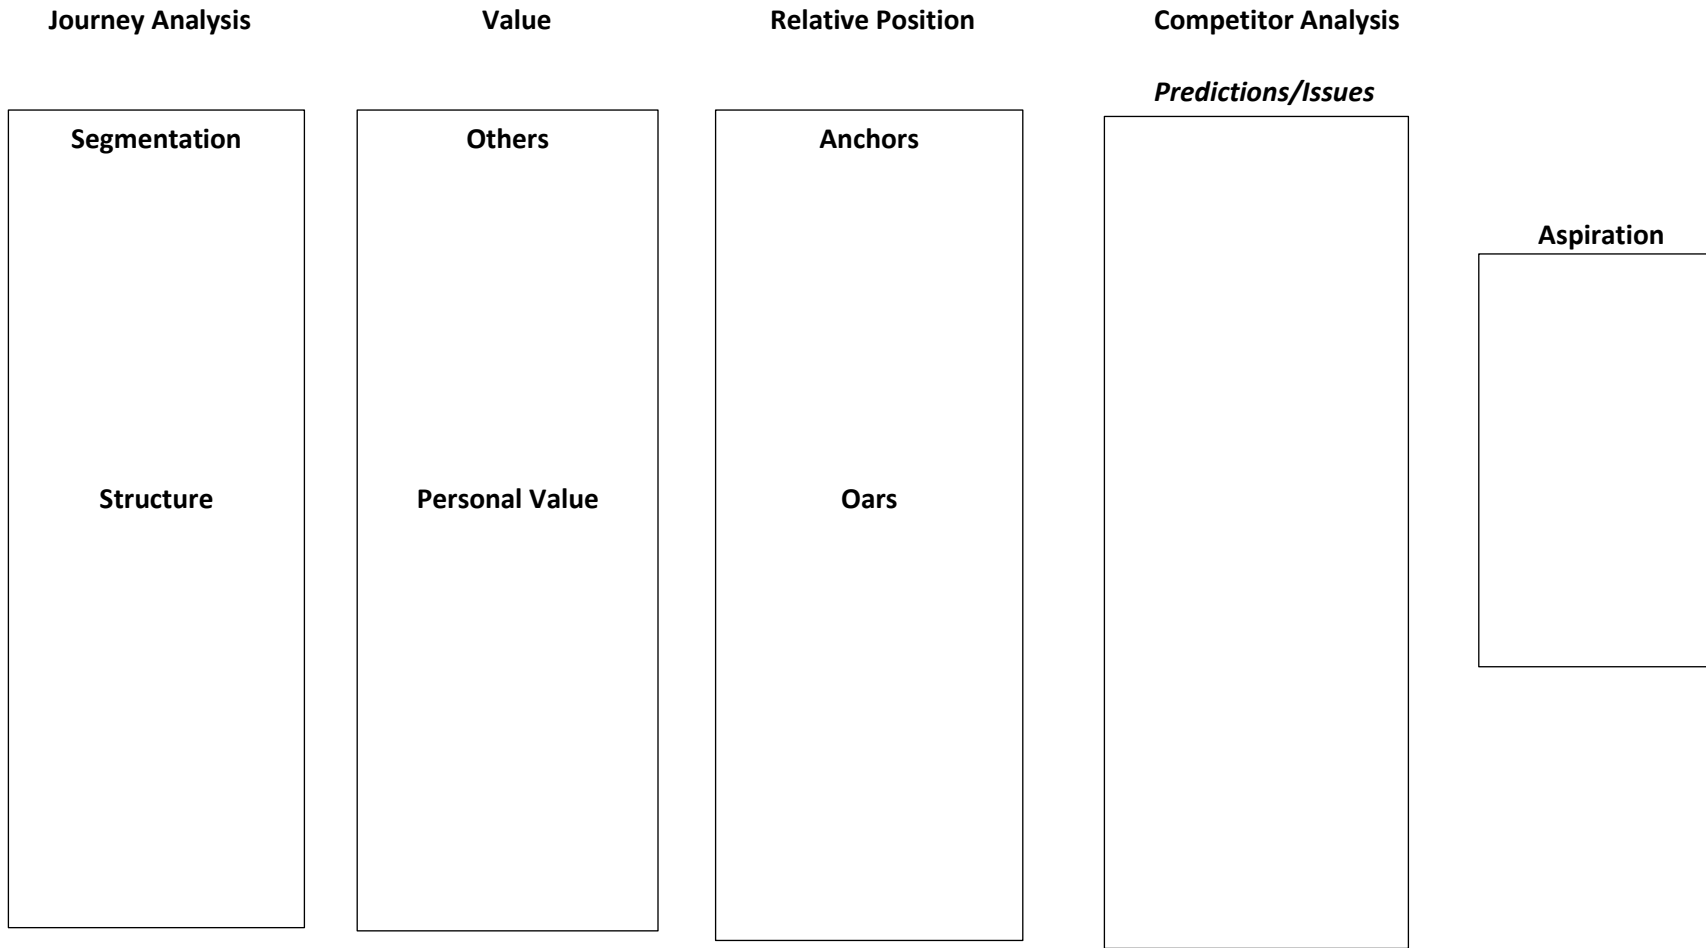 Journey Analysis
Value
Relative Position
Competitor Analysis
Predictions/Issues
Segmentation
Others
Anchors
Aspiration
Structure
Personal Value
Oars